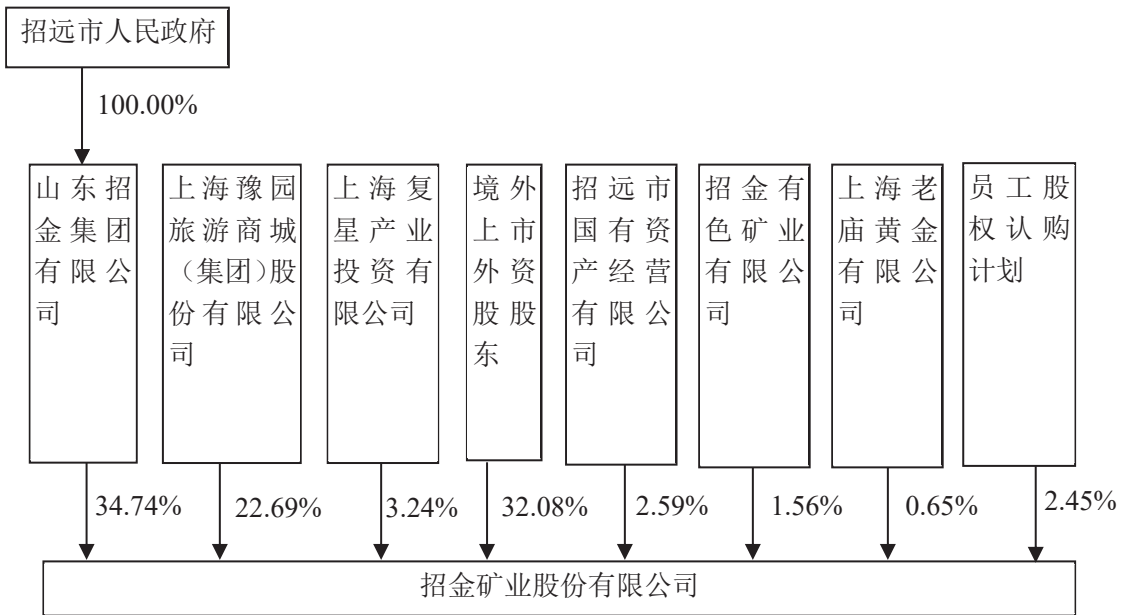 招远市人民政府
100.00%
山东招
金集团
有限公
司
上海豫园
旅游商城
（集团）股
份有限公
司
上海复
星产业
投资有
限公司
境外
上市
外资
股股
东
招远市
国有资
产经营
有限公
司
招金有
色矿业
有限公
司
上海老
庙黄金
有限公
司
员工股
权认购
计划
34.74%
22.69%
3.24%
32.08%
2.59%
1.56%
0.65%
2.45%
招金矿业股份有限公司